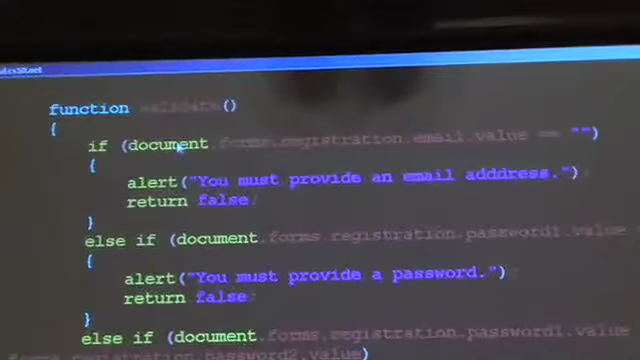 function validate()
{
if (document.forms.registration.email.value == "")
{
alert("You must provide an email adddress.");
return false;
}
else if (document.forms.registration.password1.value =
{
alert("You must provide a password.");
return false;
}
else if (document.forms.registration.password1.value
forms.registration.password2.value)